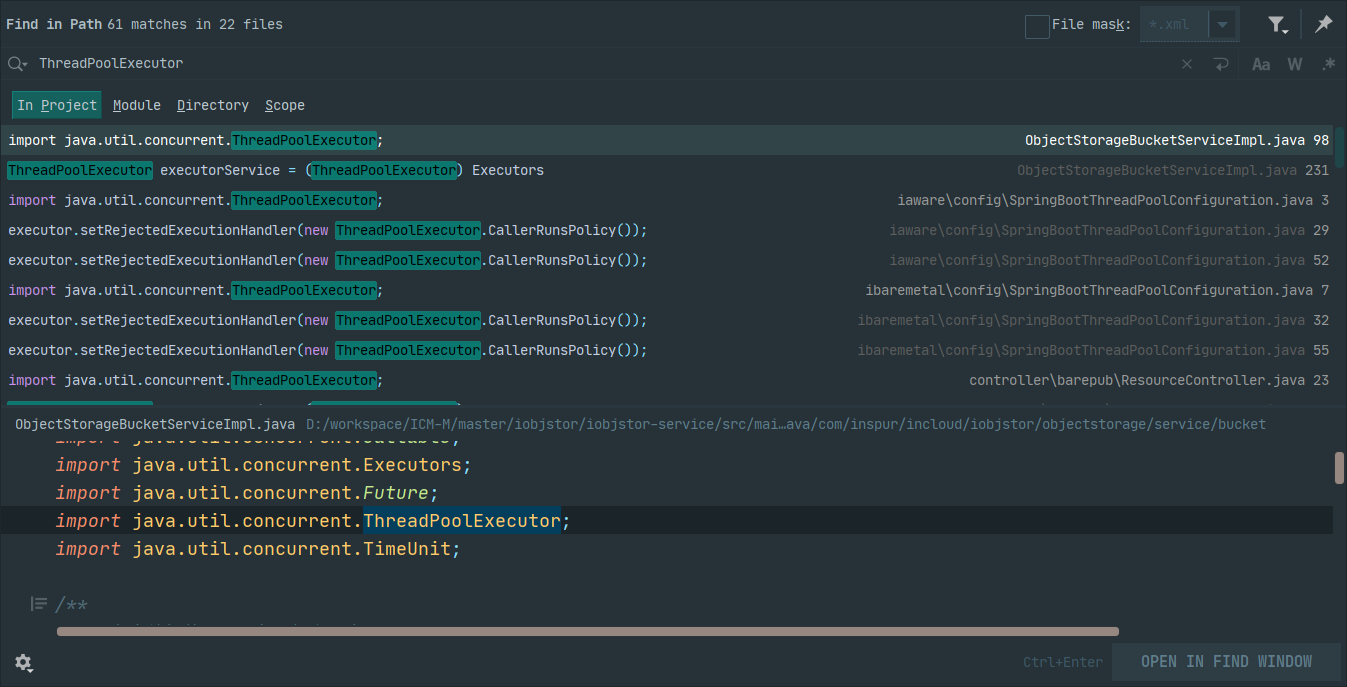 Find in Path 61 matches in 22 files File mask: *.xml
ThreadPoolExecutor Aa W .*
In Project Module Directory Scope
import java.util.concurrent.ThreadPoolExecutor; ObjectStorageBucketServiceImpl.java 98
ThreadPoolExecutor executorService = (ThreadPoolExecutor) Executors ObjectStorageBucketServiceImpl.java 231
import java.util.concurrent.ThreadPoolExecutor; iaware\config\SpringBootThreadPoolConfiguration.java 3
executor.setRejectedExecutionHandler(new ThreadPoolExecutor.CallerRunsPolicy()); iaware\config\SpringBootThreadPoolConfiguration.java 29
executor.setRejectedExecutionHandler(new ThreadPoolExecutor.CallerRunsPolicy()); iaware\config\SpringBootThreadPoolConfiguration.java 52
import java.util.concurrent.ThreadPoolExecutor; ibaremetal\config\SpringBootThreadPoolConfiguration.java 7
executor.setRejectedExecutionHandler(new ThreadPoolExecutor.CallerRunsPolicy()); ibaremetal\config\SpringBootThreadPoolConfiguration.java 32
executor.setRejectedExecutionHandler(new ThreadPoolExecutor.CallerRunsPolicy()); ibaremetal\config\SpringBootThreadPoolConfiguration.java 55
import java.util.concurrent.ThreadPoolExecutor; controller\barepub\ResourceController.java 23
ObjectStorageBucketServiceImpl.java D:/workspace/ICM-M/master/iobjstor/iobjstor-service/src/mai…ava/com/inspur/incloud/iobjstor/objectstorage/service/bucket
import java.util.concurrent.Callable;
import java.util.concurrent.Executors;
import java.util.concurrent.Future;
import java.util.concurrent.ThreadPoolExecutor;
import java.util.concurrent.TimeUnit;
/**
Ctrl+Enter OPEN IN FIND WINDOW